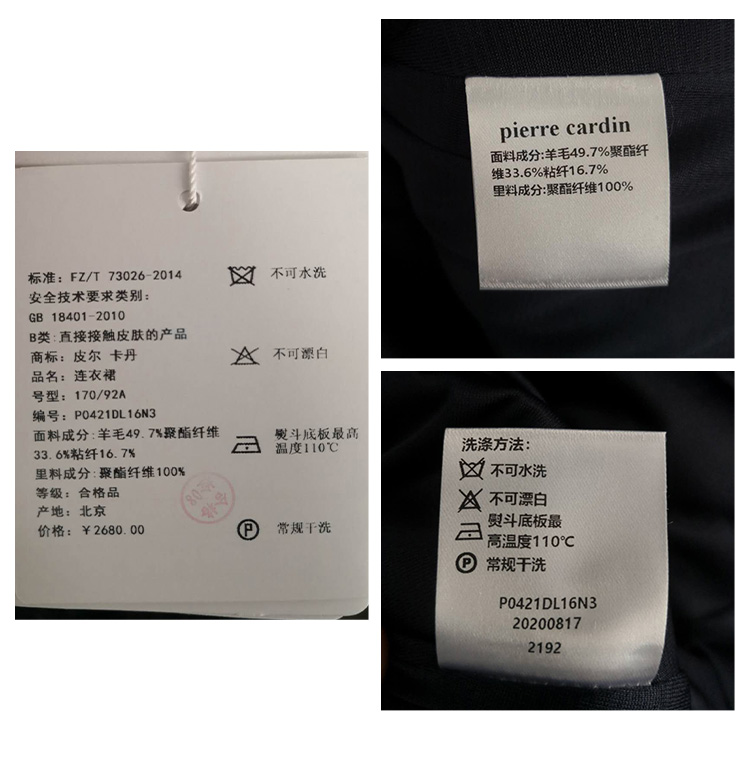 标准：FZ/T 73026-2014
安全技术要求类别：
GB 18401-2010
B类:直接接触皮肤的产品
商标：皮尔 卡丹
品名：连衣裙
号型：170/92A
编号：P0421DL16N3
面料成分:羊毛49.7%聚酯纤维
33.6%粘纤16.7%
里料成分：聚酯纤维100%
等级：合格品
产地：北京
价格：￥2680.00
不可水洗
不可漂白
熨斗底板最高
温度110℃
P
常规干洗
pierre cardin
面料成分:羊毛49.7%聚酯纤
维33.6%粘纤16.7%
里料成分:聚酯纤维100%
洗涤方法：
不可水洗
不可漂白
熨斗底板最
高温度110℃
P
常规干洗
P0421DL16N3
20200817
2192